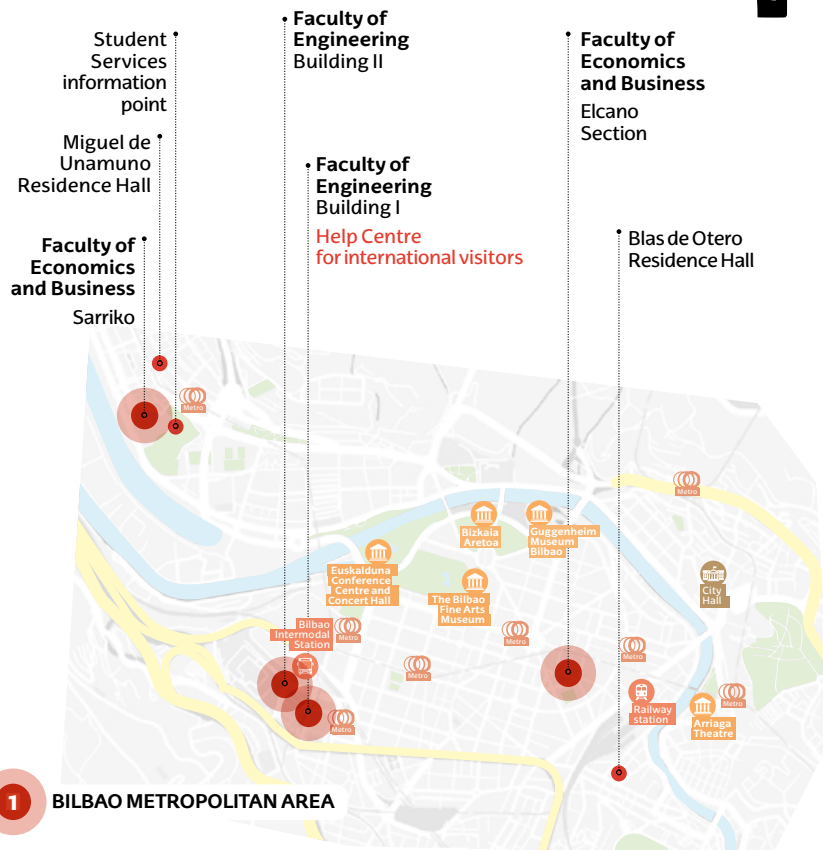 Student
Services
information
point
Miguel de
Unamuno
Residence Hall
Faculty of
Economics
and Business
Sarriko
Faculty of
Engineering
Building II
Faculty of
Engineering
Building I
Help Centre
for international visitors
Faculty of
Economics
and Business
Elcano
Section
Blas de Otero
Residence Hall
Metro
Metro
Bizkaia
Aretoa
Guggenheim
Museum
Bilbao
Euskalduna
Conference
Centre and
Concert Hall
The Bilbao
Fine Arts
Museum
City
Hall
Bilbao
Intermodal
Station
Metro
Metro
Metro
Metro
Metro
Railway
station
Arriaga
Theatre
Metro
1 BILBAO METROPOLITAN AREA